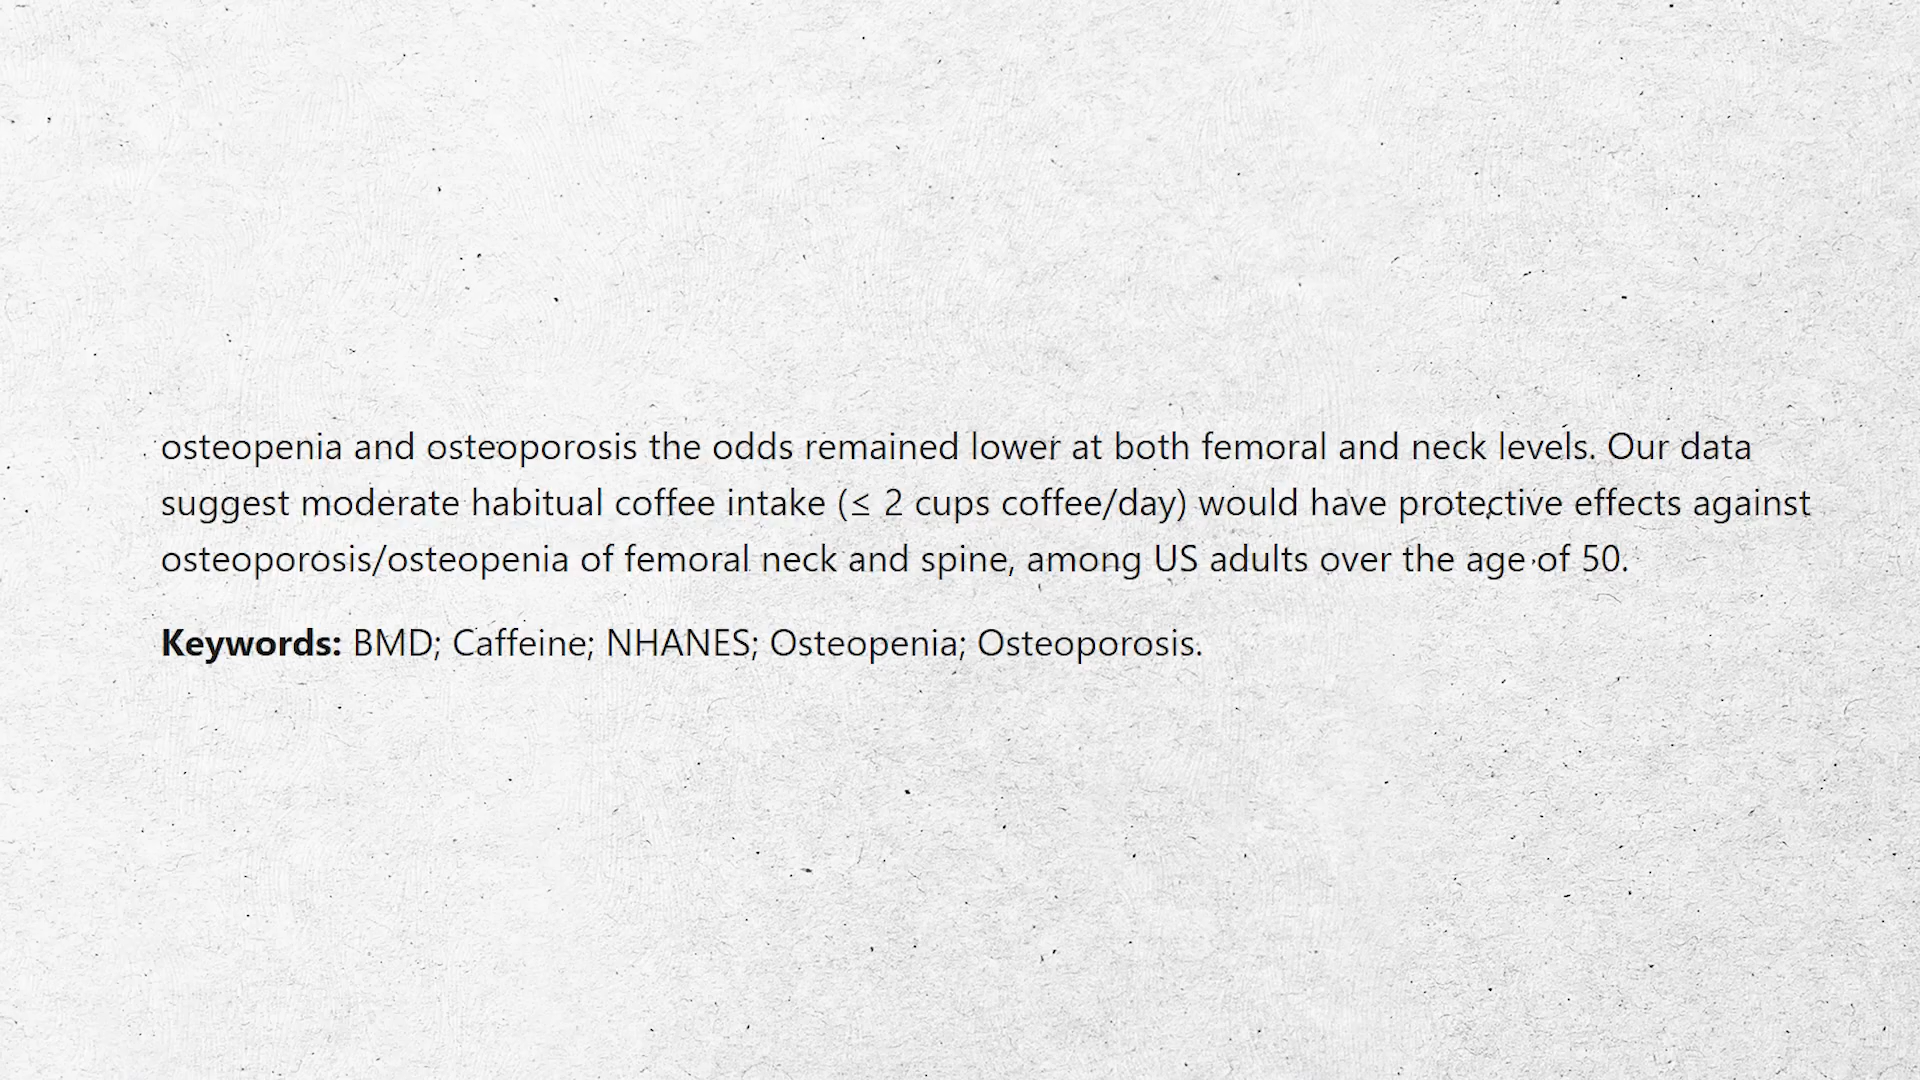 osteopenia and osteoporosis the odds remained lower at both femoral and neck levels. Our data
suggest moderate habitual coffee intake (≤ 2 cups coffee/day) would have protective effects against
osteoporosis/osteopenia of femoral neck and spine, among US adults over the age of 50.
Keywords: BMD; Caffeine; NHANES; Osteopenia; Osteoporosis.